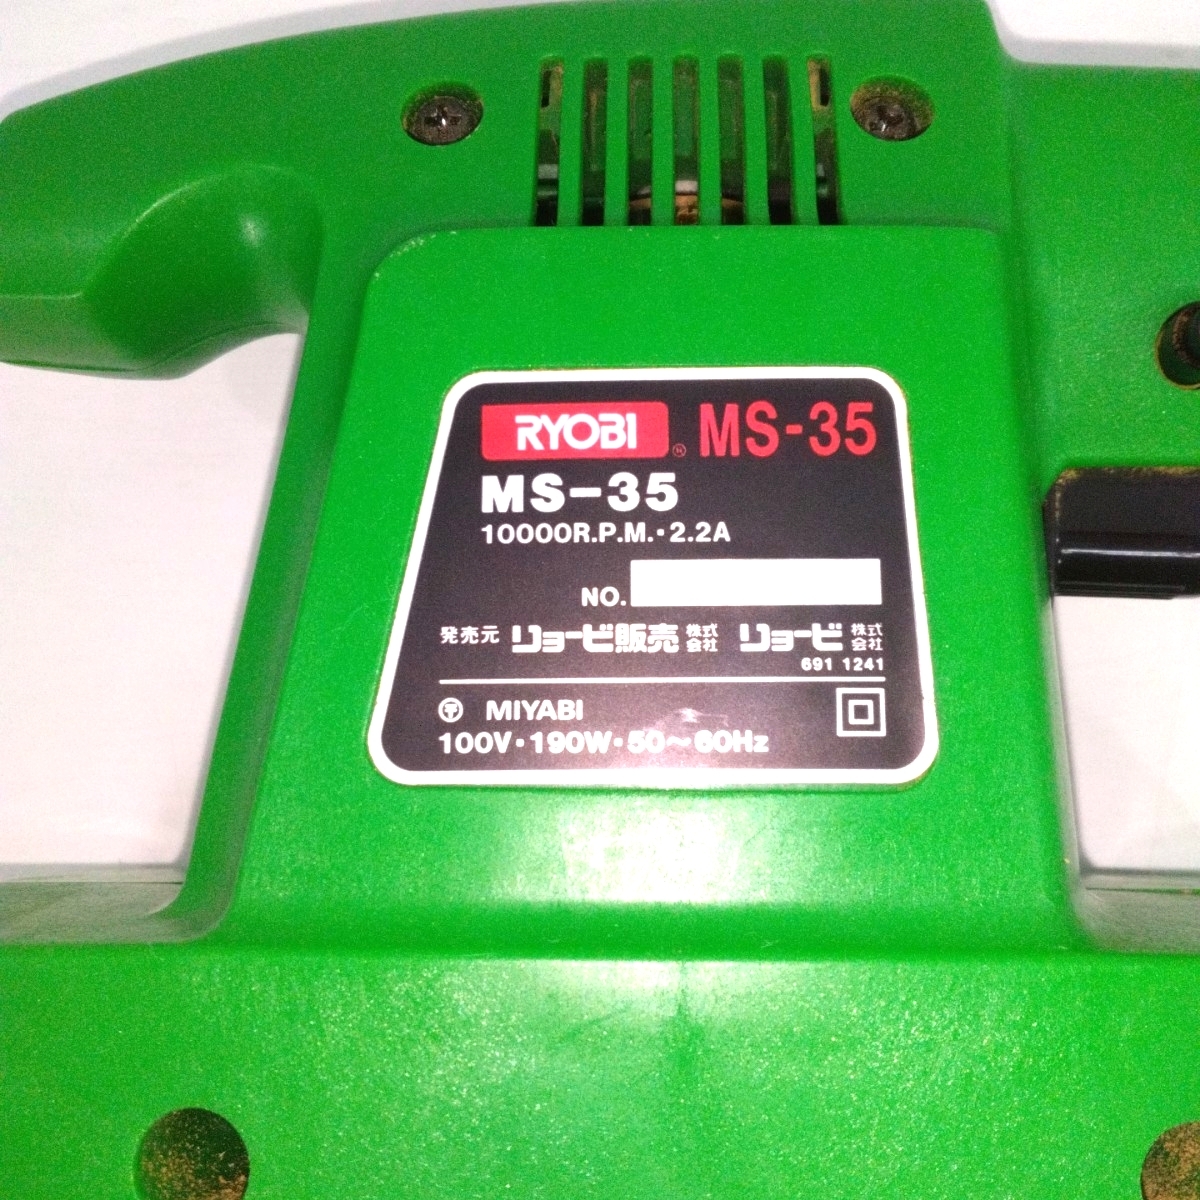 RYOBI ® MS-35
MS-35
10000R.P.M.·2.2A
NO.
発売元 リョービ販売株式会社 リョービ株式会社
691 1241
〒 MIYABI
100V·190W·50~60Hz